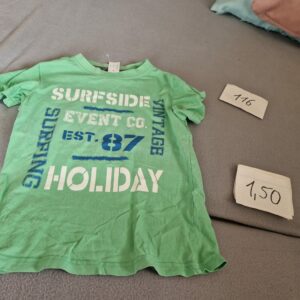 SURFSIDE
EVENT CO.
EST. 87
SURFING
VINTAGE
HOLIDAY
116
1,50